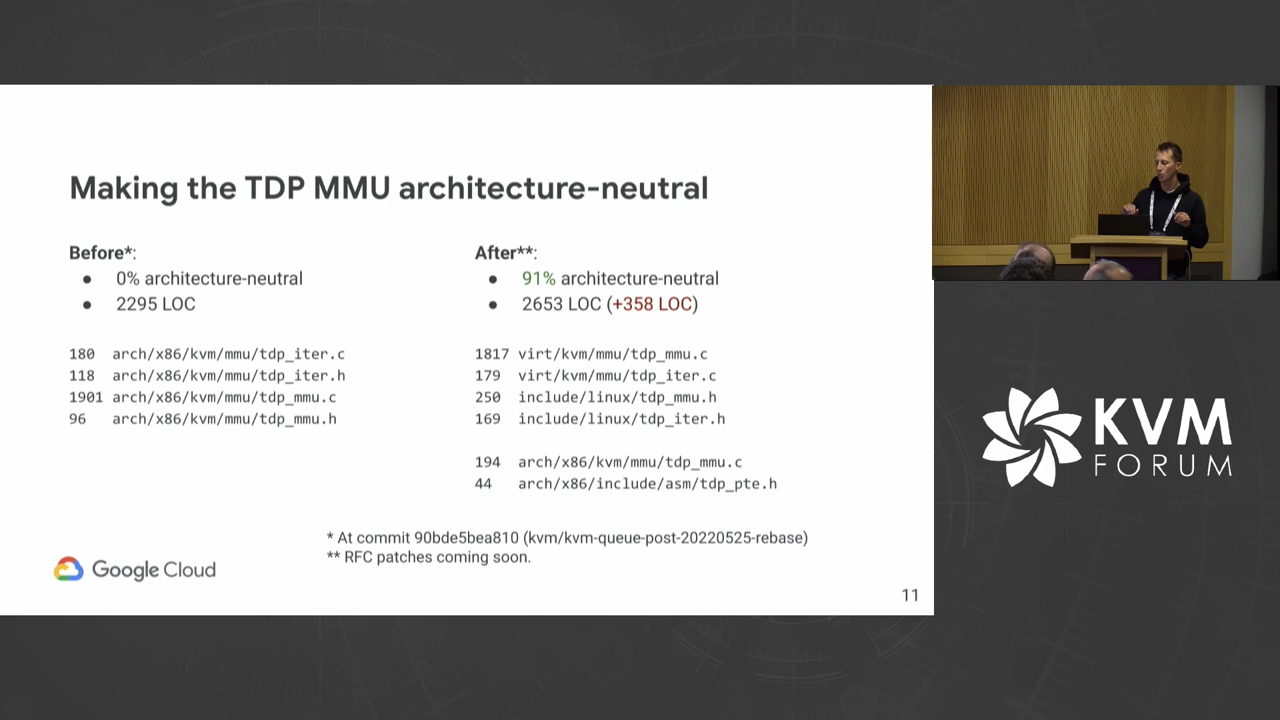 Making the TDP MMU architecture-neutral
Before*:
● 0% architecture-neutral
● 2295 LOC
180 arch/x86/kvm/mmu/tdp_iter.c
118 arch/x86/kvm/mmu/tdp_iter.h
1901 arch/x86/kvm/mmu/tdp_mmu.c
96 arch/x86/kvm/mmu/tdp_mmu.h
After**:
● 91% architecture-neutral
● 2653 LOC (+358 LOC)
1817 virt/kvm/mmu/tdp_mmu.c
179 virt/kvm/mmu/tdp_iter.c
250 include/linux/tdp_mmu.h
169 include/linux/tdp_iter.h
194 arch/x86/kvm/mmu/tdp_mmu.c
44 arch/x86/include/asm/tdp_pte.h
* At commit 90bde5bea810 (kvm/kvm-queue-post-20220525-rebase)
** RFC patches coming soon.
Google Cloud
11
KVM
FORUM